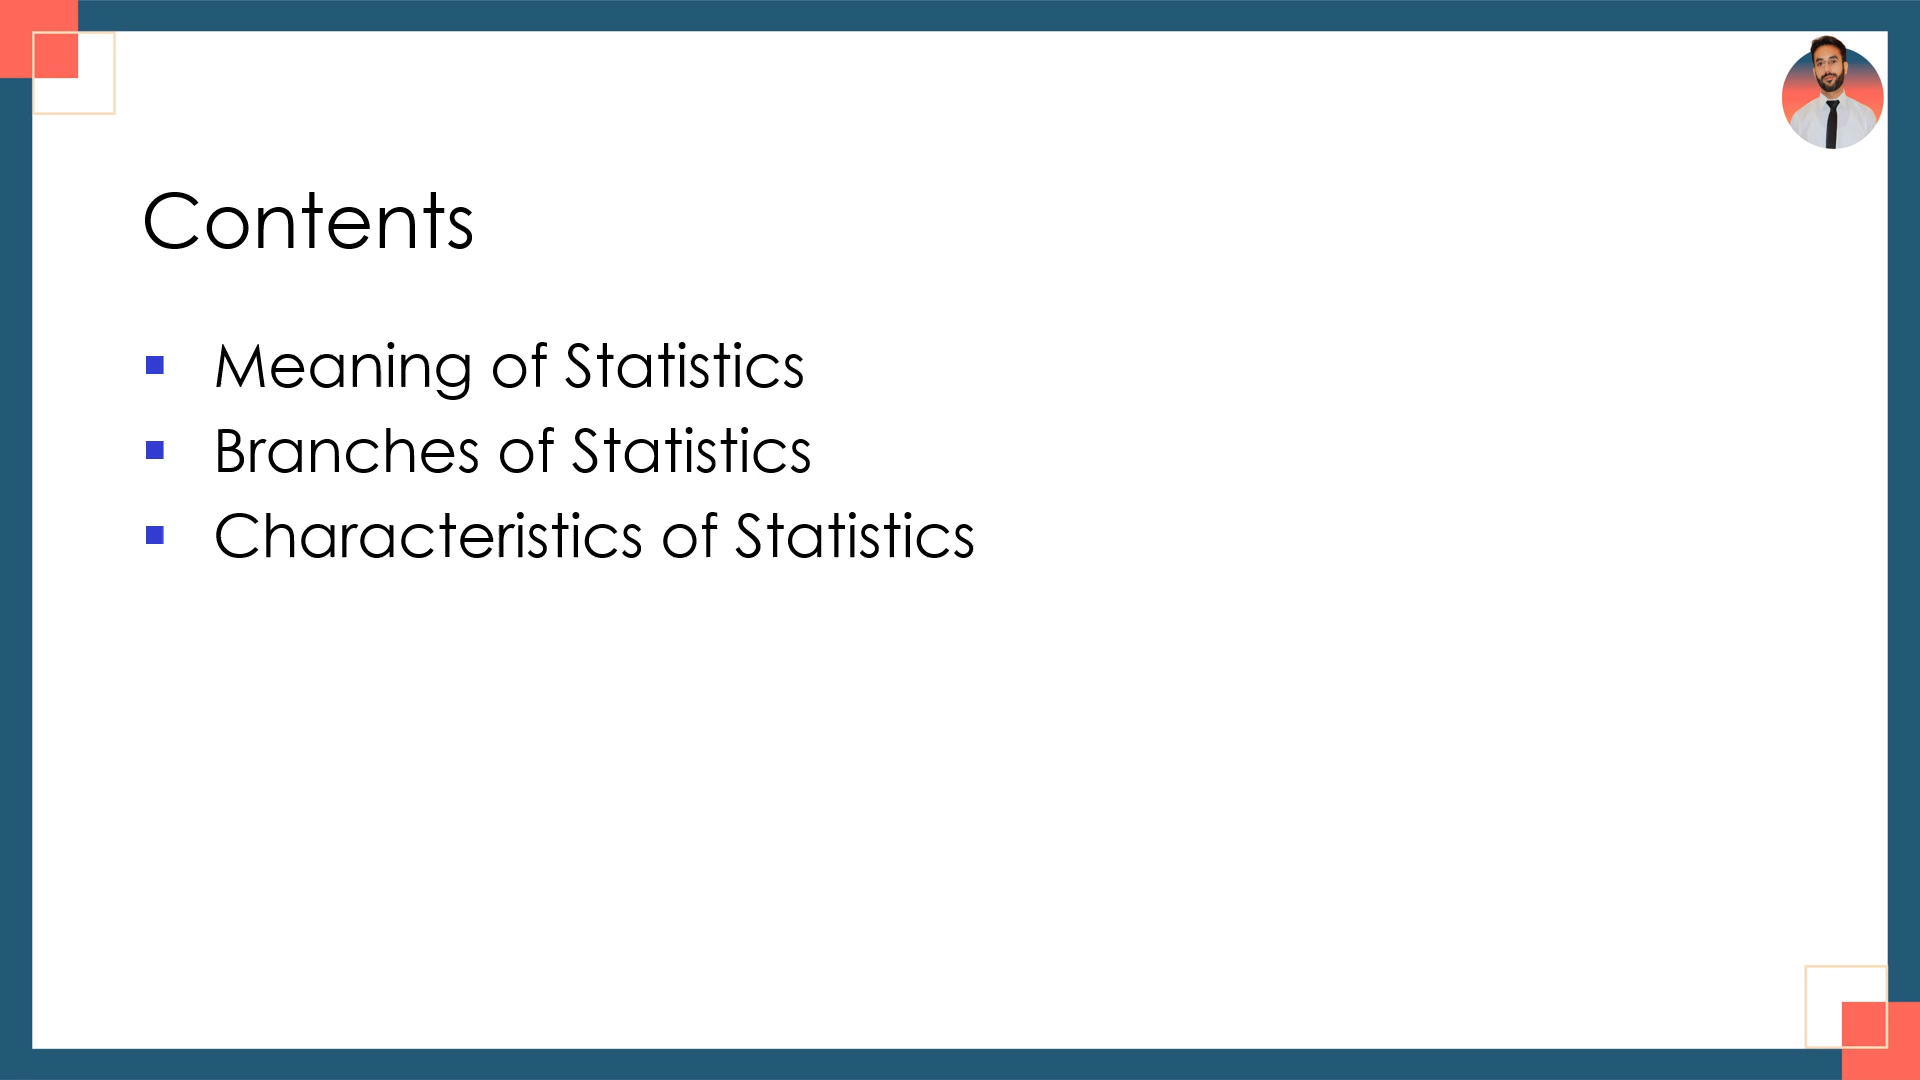 Contents
▪ Meaning of Statistics
▪ Branches of Statistics
▪ Characteristics of Statistics